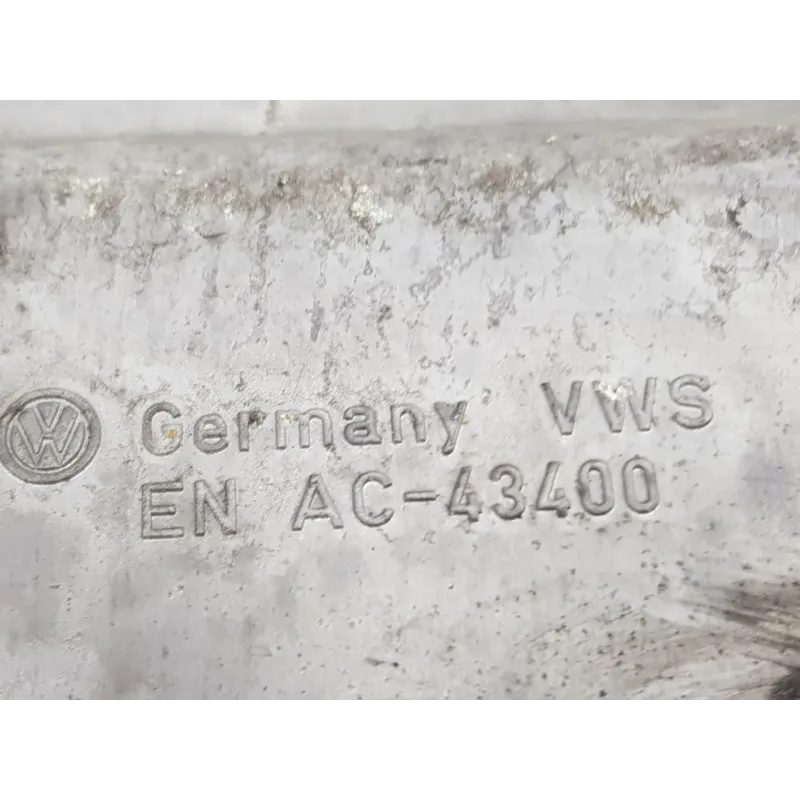 Germany VWS
EN AC-43400